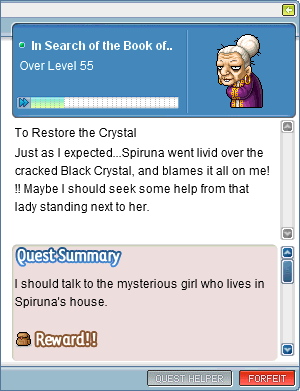 In Search of the Book of..
Over Level 55
To Restore the Crystal
Just as I expected...Spiruna went livid over the
cracked Black Crystal, and blames it all on me!
!! Maybe I should seek some help from that
lady standing next to her.
Quest Summary
I should talk to the mysterious girl who lives in
Spiruna's house.
Reward!!
QUEST HELPER
FORFEIT